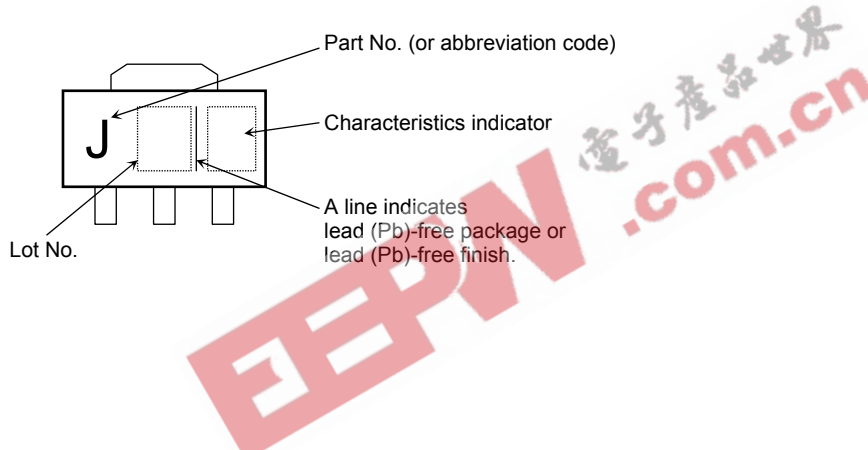 Part No. (or abbreviation code)
J
Characteristics indicator
A line indicates
lead (Pb)-free package or
lead (Pb)-free finish.
Lot No.
EEPW
.com.cn
電子產品世界